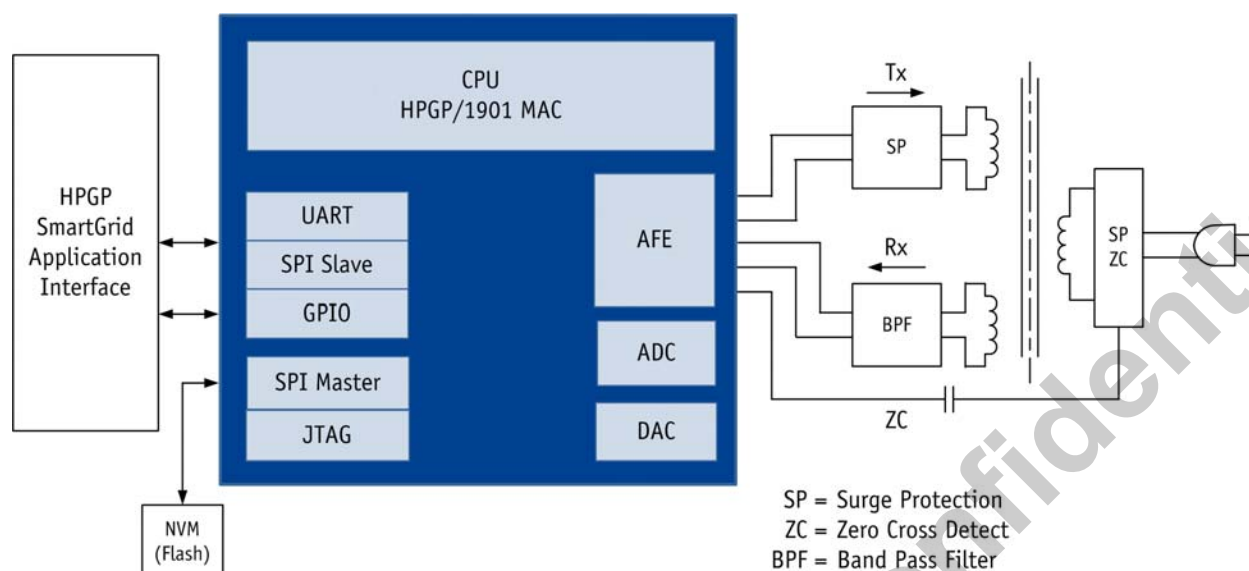 CPU
HPGP/1901 MAC
HPGP
SmartGrid
Application
Interface
UART
SPI Slave
GPIO
SPI Master
JTAG
AFE
ADC
DAC
Tx
SP
Rx
BPF
ZC
SP
ZC
NVM
(Flash)
SP = Surge Protection
ZC = Zero Cross Detect
BPF = Band Pass Filter